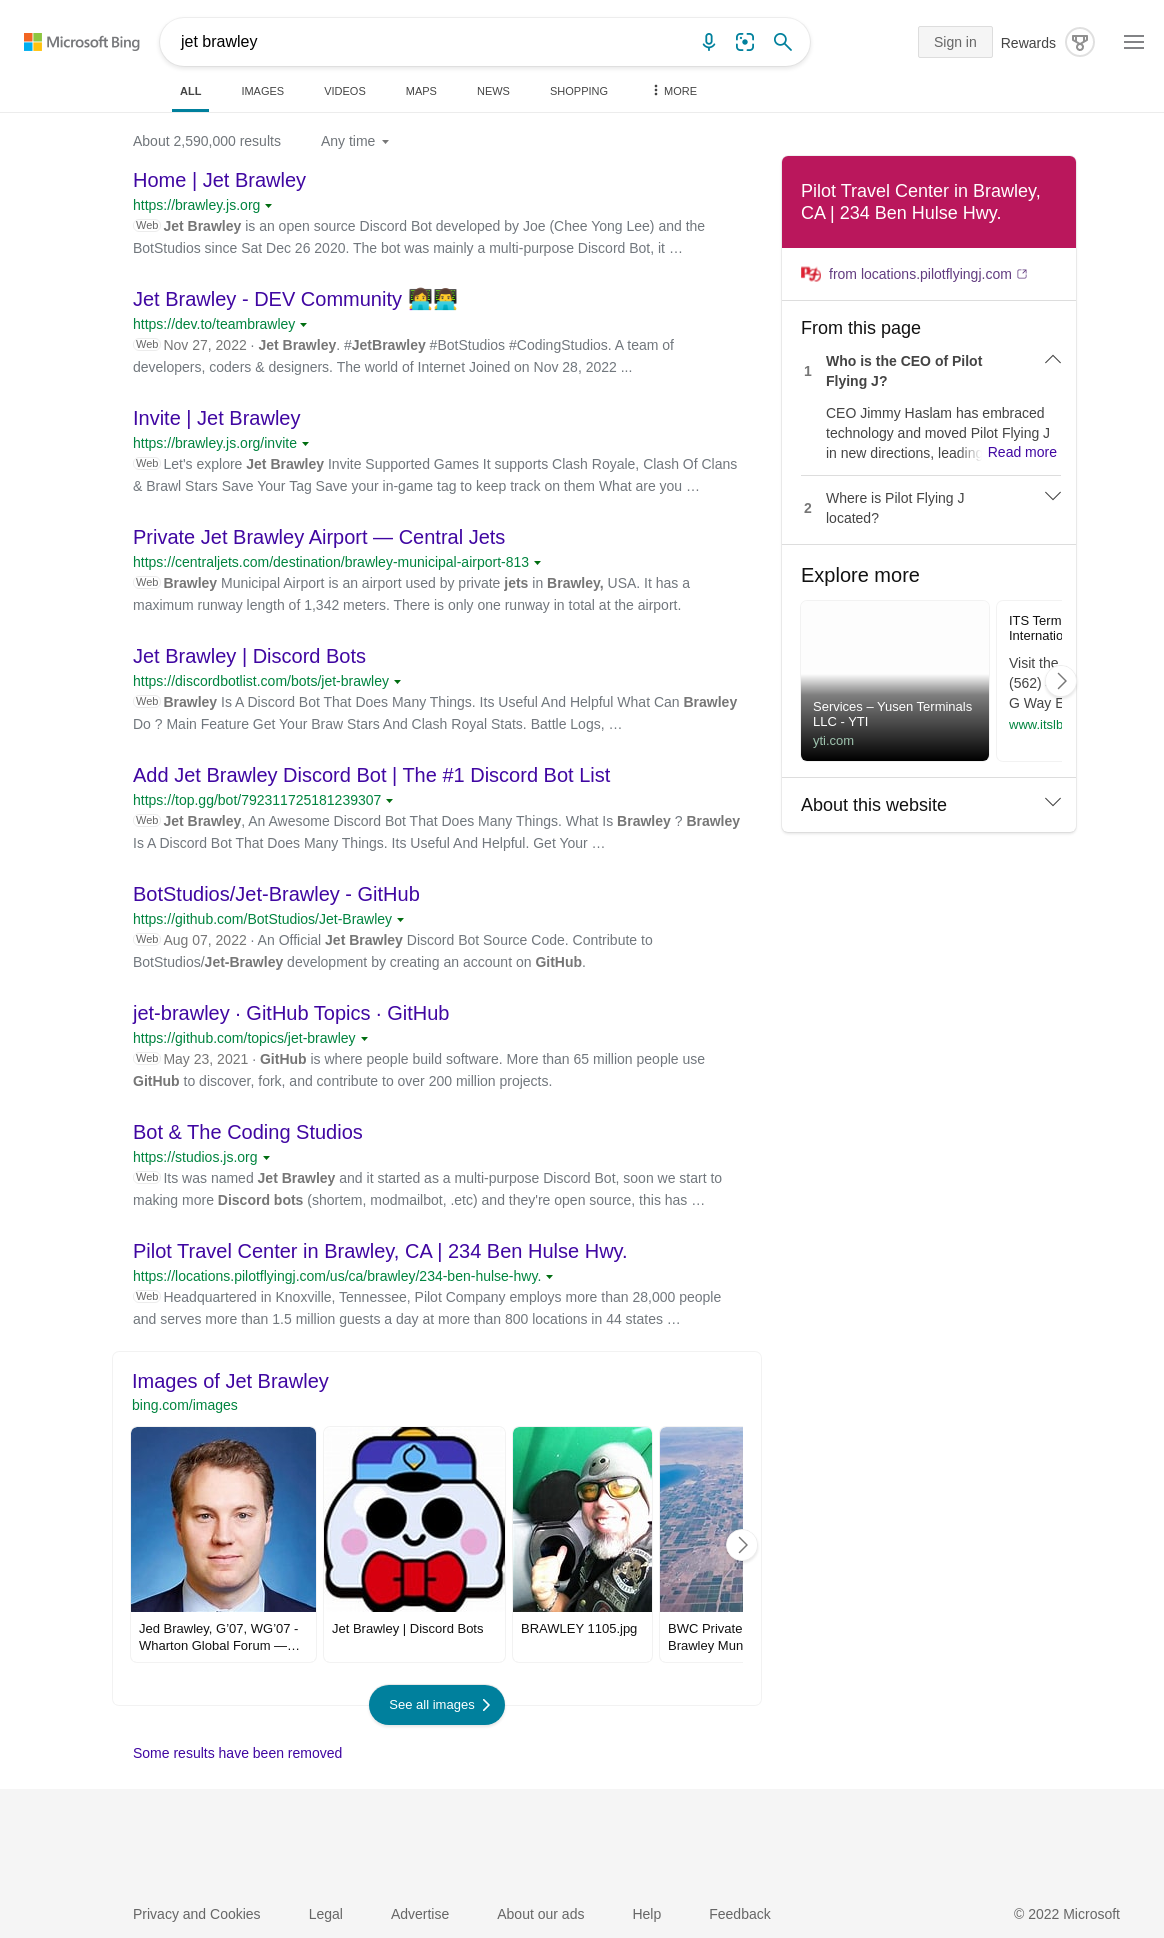 Microsoft Bing
jet brawley
Sign in
Rewards
ALL
IMAGES
VIDEOS
MAPS
NEWS
SHOPPING
MORE
About 2,590,000 results
Any time
Home | Jet Brawley
https://brawley.js.org
Web Jet Brawley is an open source Discord Bot developed by Joe (Chee Yong Lee) and the
BotStudios since Sat Dec 26 2020. The bot was mainly a multi-purpose Discord Bot, it …
Jet Brawley - DEV Community 👩‍💻👨‍💻
https://dev.to/teambrawley
Web Nov 27, 2022 · Jet Brawley. #JetBrawley #BotStudios #CodingStudios. A team of
developers, coders & designers. The world of Internet Joined on Nov 28, 2022 ...
Invite | Jet Brawley
https://brawley.js.org/invite
Web Let's explore Jet Brawley Invite Supported Games It supports Clash Royale, Clash Of Clans
& Brawl Stars Save Your Tag Save your in-game tag to keep track on them What are you …
Private Jet Brawley Airport — Central Jets
https://centraljets.com/destination/brawley-municipal-airport-813
Web Brawley Municipal Airport is an airport used by private jets in Brawley, USA. It has a
maximum runway length of 1,342 meters. There is only one runway in total at the airport.
Jet Brawley | Discord Bots
https://discordbotlist.com/bots/jet-brawley
Web Brawley Is A Discord Bot That Does Many Things. Its Useful And Helpful What Can Brawley
Do ? Main Feature Get Your Braw Stars And Clash Royal Stats. Battle Logs, …
Add Jet Brawley Discord Bot | The #1 Discord Bot List
https://top.gg/bot/792311725181239307
Web Jet Brawley, An Awesome Discord Bot That Does Many Things. What Is Brawley ? Brawley
Is A Discord Bot That Does Many Things. Its Useful And Helpful. Get Your …
BotStudios/Jet-Brawley - GitHub
https://github.com/BotStudios/Jet-Brawley
Web Aug 07, 2022 · An Official Jet Brawley Discord Bot Source Code. Contribute to
BotStudios/Jet-Brawley development by creating an account on GitHub.
jet-brawley · GitHub Topics · GitHub
https://github.com/topics/jet-brawley
Web May 23, 2021 · GitHub is where people build software. More than 65 million people use
GitHub to discover, fork, and contribute to over 200 million projects.
Bot & The Coding Studios
https://studios.js.org
Web Its was named Jet Brawley and it started as a multi-purpose Discord Bot, soon we start to
making more Discord bots (shortem, modmailbot, .etc) and they're open source, this has …
Pilot Travel Center in Brawley, CA | 234 Ben Hulse Hwy.
https://locations.pilotflyingj.com/us/ca/brawley/234-ben-hulse-hwy.
Web Headquartered in Knoxville, Tennessee, Pilot Company employs more than 28,000 people
and serves more than 1.5 million guests a day at more than 800 locations in 44 states …
Images of Jet Brawley
bing.com/images
Jed Brawley, G’07, WG’07 -
Wharton Global Forum —…
Jet Brawley | Discord Bots
BRAWLEY 1105.jpg
BWC Private
Brawley Mun
See all images
Some results have been removed
Pilot Travel Center in Brawley,
CA | 234 Ben Hulse Hwy.
from locations.pilotflyingj.com
From this page
1
Who is the CEO of Pilot
Flying J?
CEO Jimmy Haslam has embraced
technology and moved Pilot Flying J
in new directions, leading Read more
2
Where is Pilot Flying J
located?
Explore more
Services – Yusen Terminals
LLC - YTI
yti.com
ITS Term
Internatio
Visit the
(562)
G Way E
www.itslb
About this website
Privacy and Cookies
Legal
Advertise
About our ads
Help
Feedback
© 2022 Microsoft